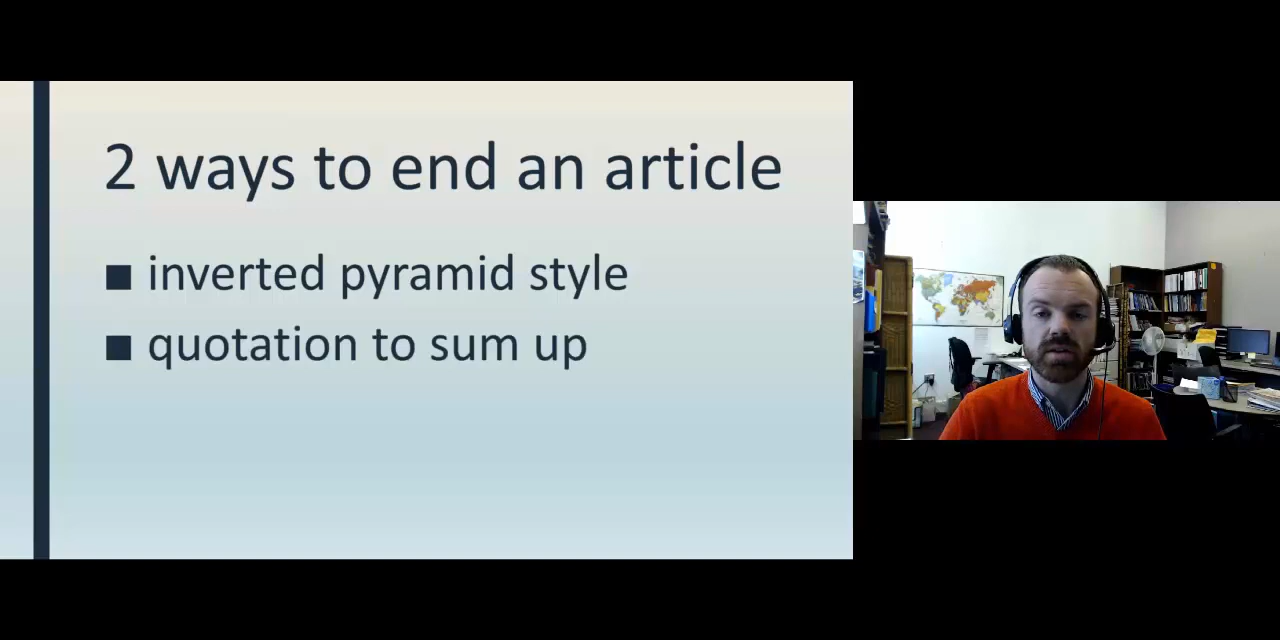 2 ways to end an article
■ inverted pyramid style
■ quotation to sum up